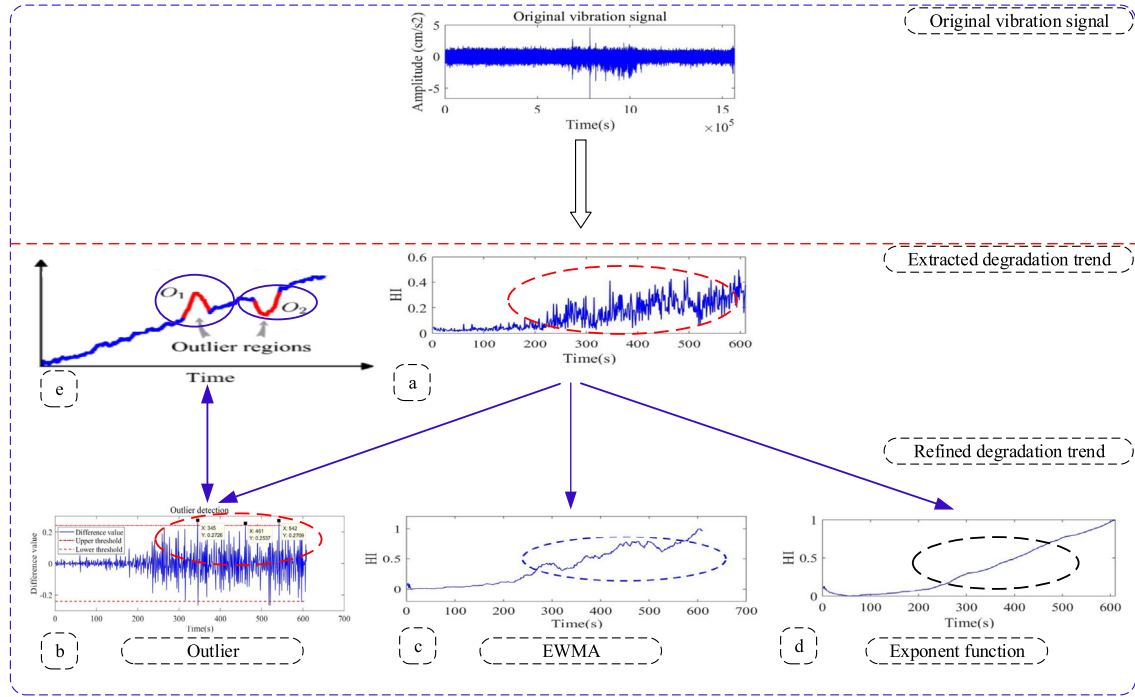 Original vibration signal
Original vibration signal
Amplitude (cm/s2)
5
0
-5
0
5
10
15
Time(s)
×10^5
Extracted degradation trend
O1
O2
Outlier regions
Time
e
0.6
0.4
0.2
0
HI
0
100
200
300
400
500
600
Time(s)
a
Refined degradation trend
Outlier detection
Difference value
Upper threshold
Lower threshold
X: 345
Y: 0.2726
X: 461
Y: 0.2537
X: 542
Y: 0.2709
Difference value
0.2
0
-0.2
0
100
200
300
400
500
600
700
Time(s)
b
Outlier
1
0.5
0
HI
0
100
200
300
400
500
600
700
Time(s)
c
EWMA
1
0.5
0
HI
0
100
200
300
400
500
600
Time(s)
d
Exponent function